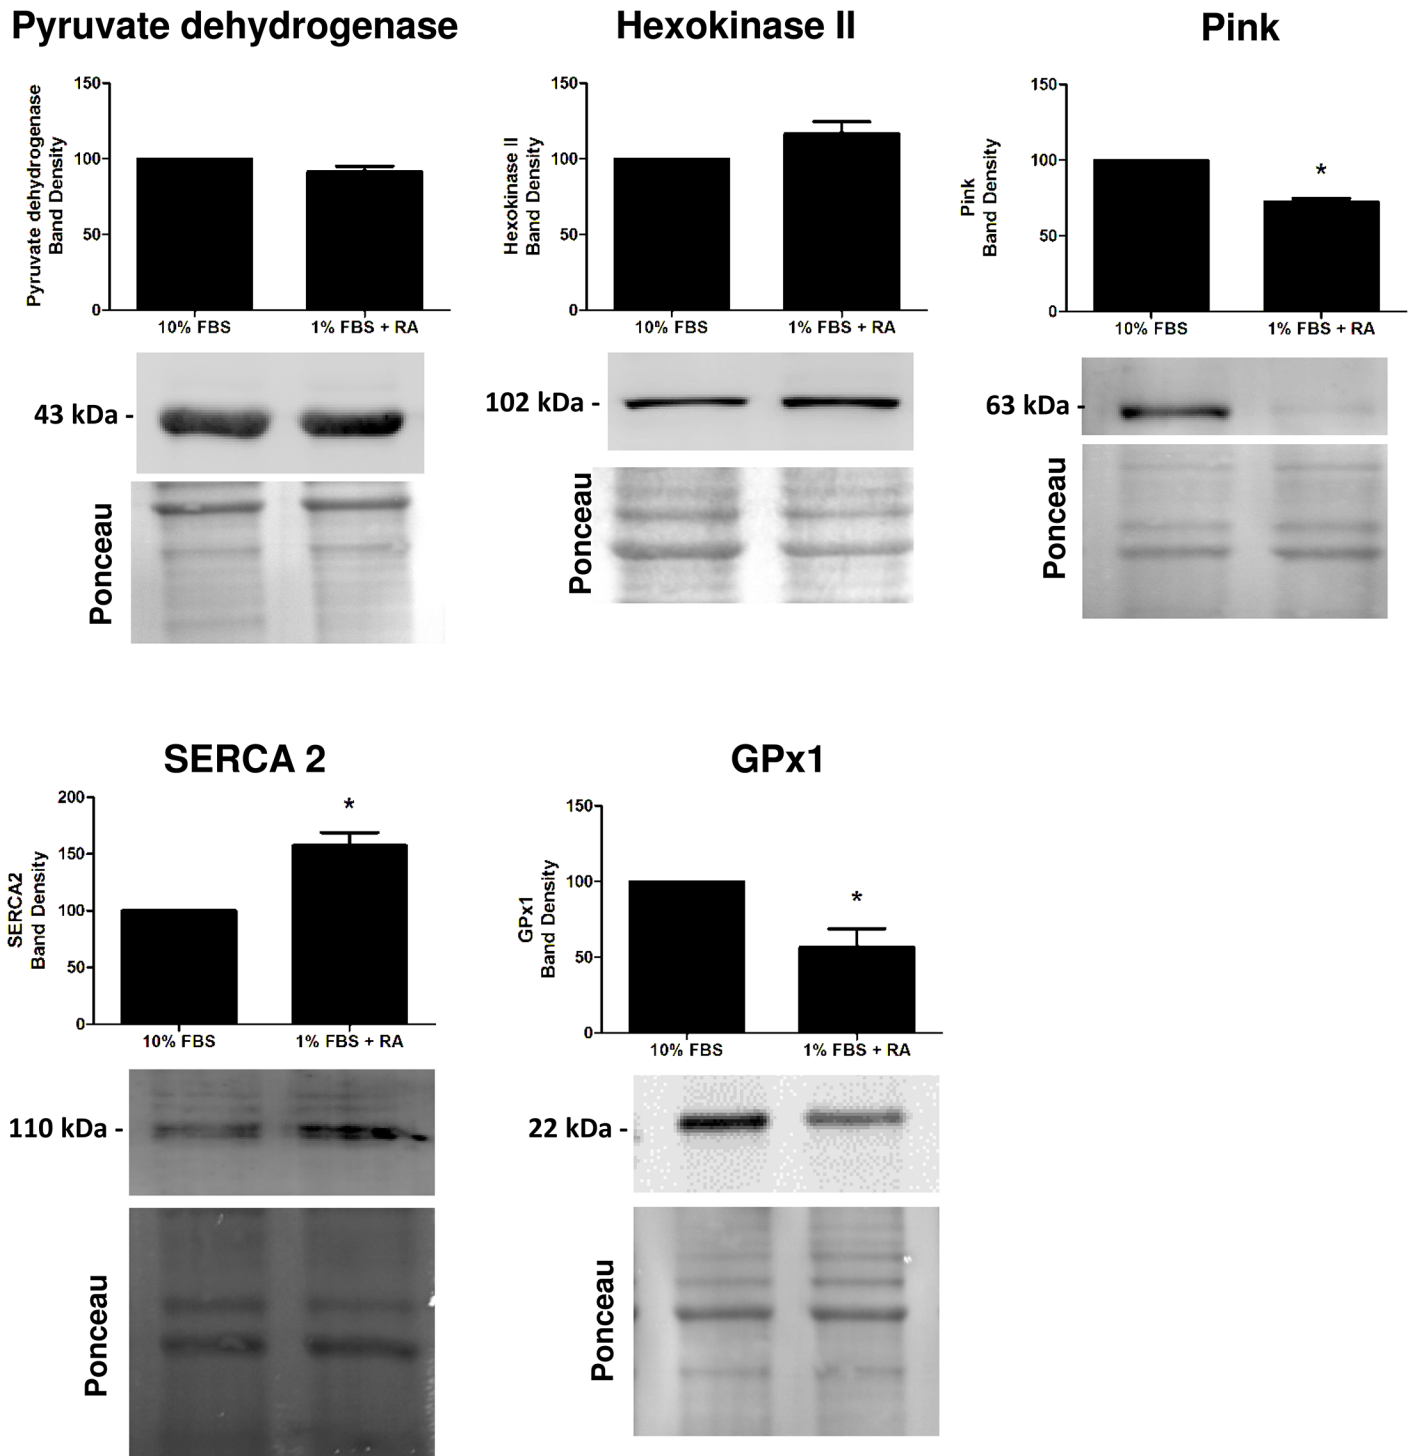 Pyruvate dehydrogenase
Pyruvate dehydrogenase
Band Density
150
100
50
0
10% FBS
1% FBS + RA
43 kDa -
Ponceau
Hexokinase II
Hexokinase II
Band Density
150
100
50
0
10% FBS
1% FBS + RA
102 kDa -
Ponceau
Pink
Pink
Band Density
150
100
50
0
*
10% FBS
1% FBS + RA
63 kDa -
Ponceau
SERCA 2
SERCA2
Band Density
200
150
100
50
0
*
10% FBS
1% FBS + RA
110 kDa -
Ponceau
GPx1
GPx1
Band Density
150
100
50
0
*
10% FBS
1% FBS + RA
22 kDa -
Ponceau